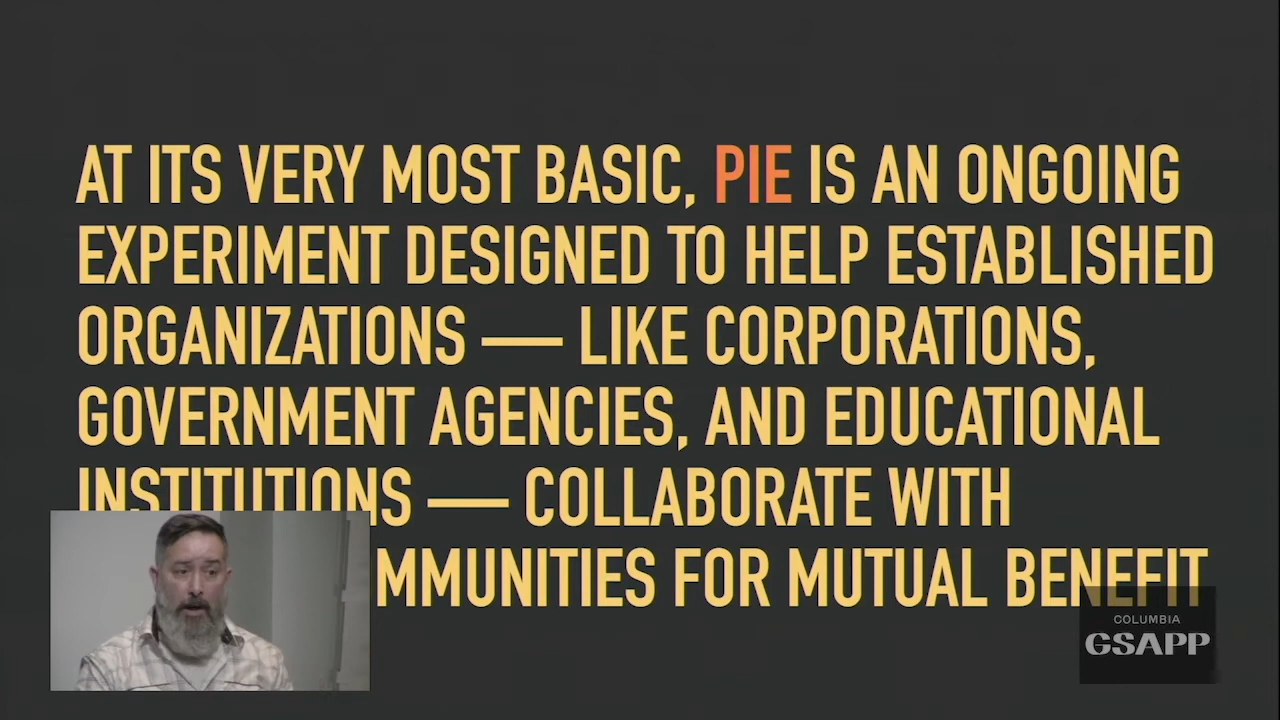 AT ITS VERY MOST BASIC, PIE IS AN ONGOING
EXPERIMENT DESIGNED TO HELP ESTABLISHED
ORGANIZATIONS — LIKE CORPORATIONS,
GOVERNMENT AGENCIES, AND EDUCATIONAL
INSTITUTIONS — COLLABORATE WITH
MMUNITIES FOR MUTUAL BENEFIT
COLUMBIA
GSAPP